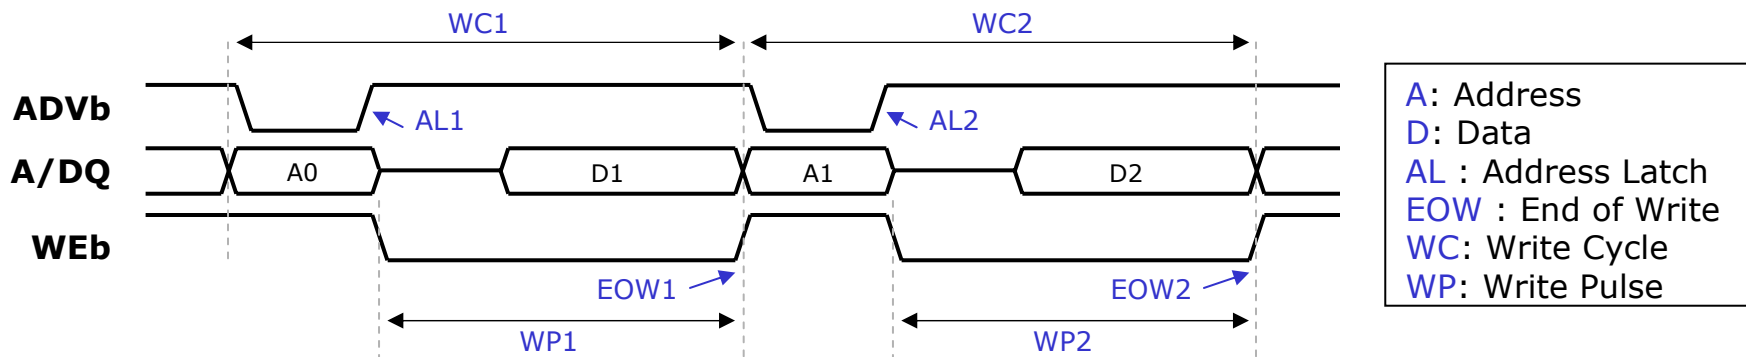 WC1
WC2
ADVb
AL1
AL2
A/DQ
A0
D1
A1
D2
WEb
EOW1
EOW2
WP1
WP2
A: Address
D: Data
AL : Address Latch
EOW : End of Write
WC: Write Cycle
WP: Write Pulse